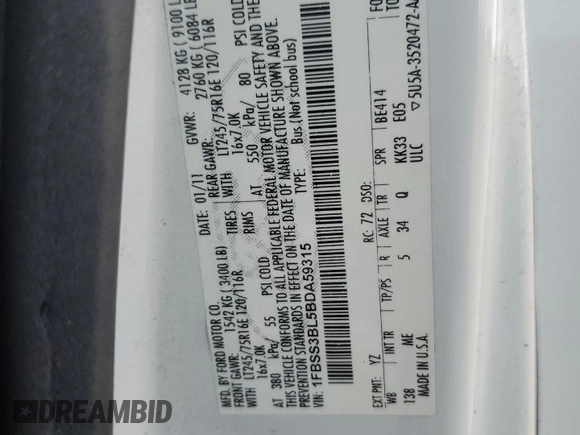 MFD. BY FORD MOTOR CO.
DATE: 01/11 GVWR: 4128 KG ( 9100 L
FRONT GAWR: 1542 KG ( 3400 LB) REAR GAWR: 2760 KG ( 6084 LB
WITH LT245/75R16E 120/116R TIRES WITH LT245/75R16E 120/116R
16x7.0K RIMS 16x7.0K
AT 380 kPa/ 55 PSI COLD AT 550 kPa/ 80 PSI COLD
THIS VEHICLE CONFORMS TO ALL APPLICABLE FEDERAL MOTOR VEHICLE SAFETY AND THE
PREVENTION STANDARDS IN EFFECT ON THE DATE OF MANUFACTURE SHOWN ABOVE.
VIN: 1FBSS3BL5BDA59315 TYPE: Bus (Not school bus)
EXT PNT: YZ RC: 72 DSO: FO
WB INT TR TP/PS R AXLE TR SPR BE414
138 ME 5 34 Q KK33 E05
MADE IN U.S.A. ULC ▽5U5A-3520472-A
DREAMBID